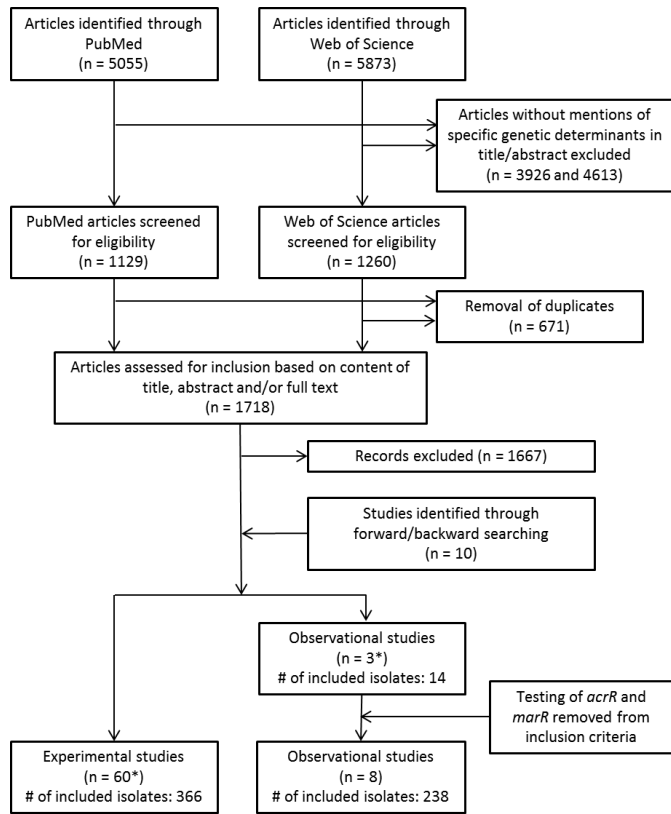 Articles identified through
PubMed
(n = 5055)
Articles identified through
Web of Science
(n = 5873)
Articles without mentions of
specific genetic determinants in
title/abstract excluded
(n = 3926 and 4613)
PubMed articles screened
for eligibility
(n = 1129)
Web of Science articles
screened for eligibility
(n = 1260)
Removal of duplicates
(n = 671)
Articles assessed for inclusion based on content of
title, abstract and/or full text
(n = 1718)
Records excluded (n = 1667)
Studies identified through
forward/backward searching
(n = 10)
Observational studies
(n = 3*)
# of included isolates: 14
Testing of acrR and
marR removed from
inclusion criteria
Experimental studies
(n = 60*)
# of included isolates: 366
Observational studies
(n = 8)
# of included isolates: 238